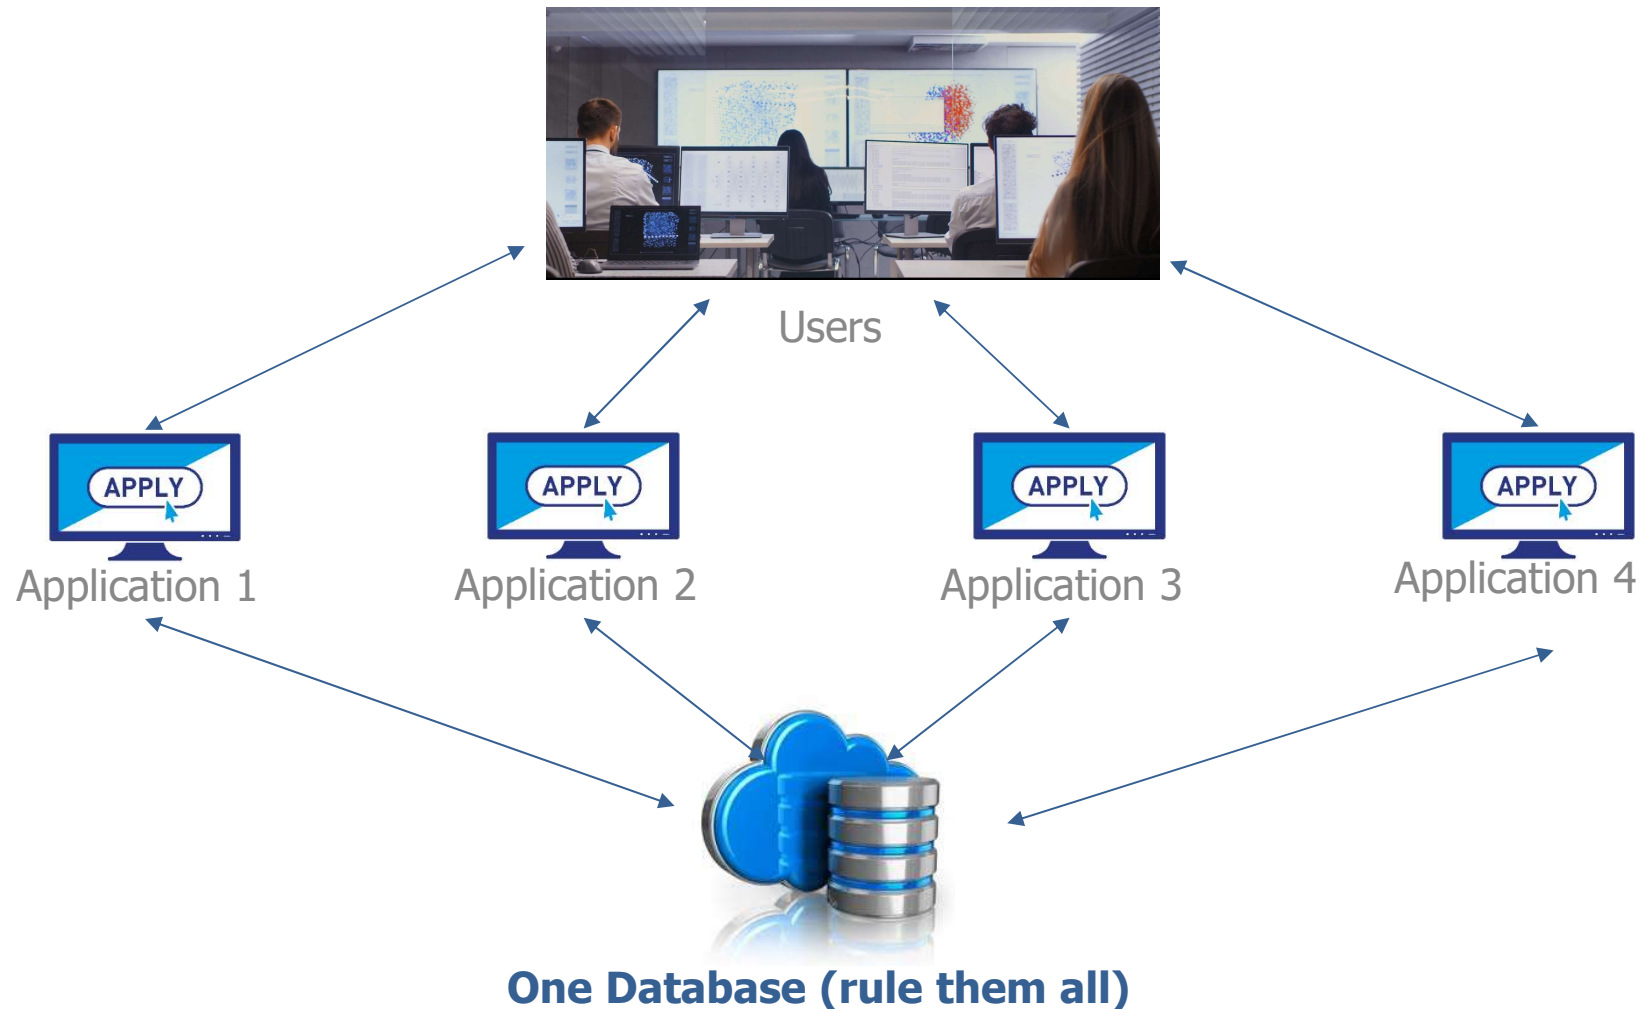 Users
APPLY
APPLY
APPLY
APPLY
Application 1
Application 2
Application 3
Application 4
One Database (rule them all)